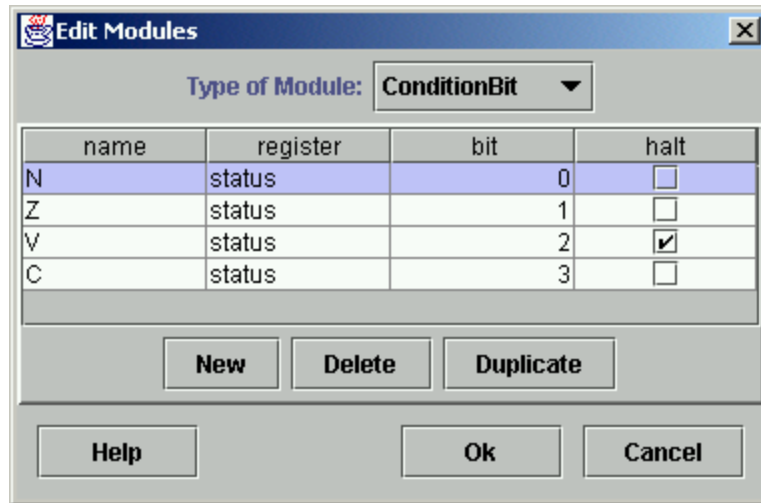 Edit Modules
Type of Module: ConditionBit
name register bit halt
N status 0
Z status 1
V status 2
C status 3
New Delete Duplicate
Help Ok Cancel